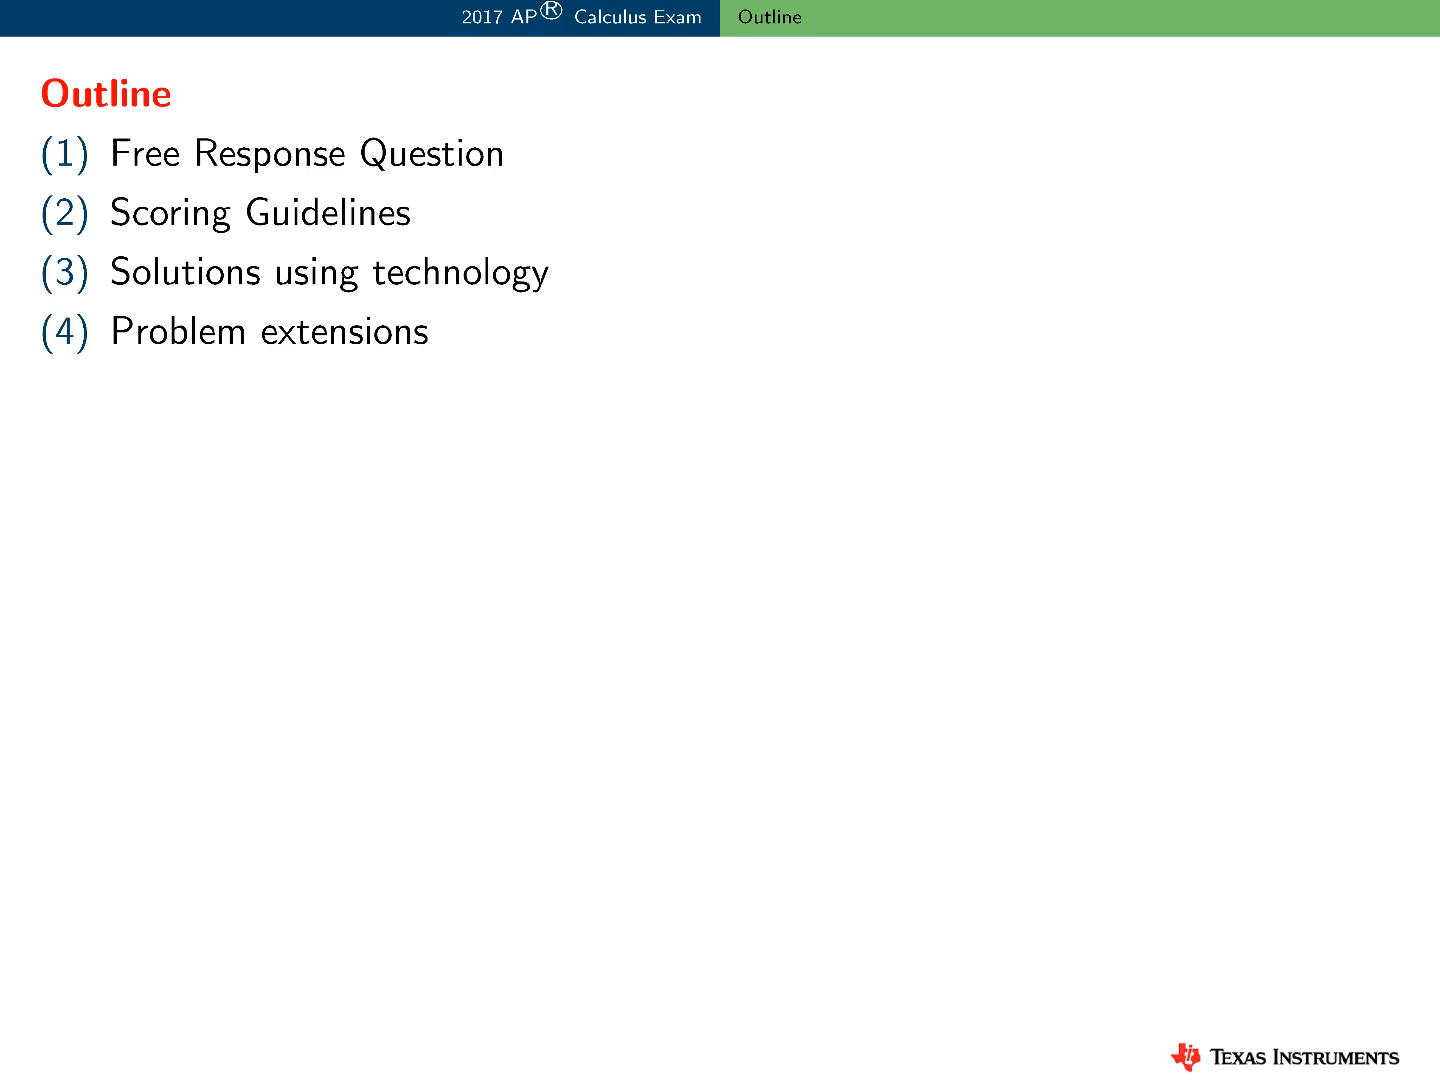 2017 AP® Calculus Exam Outline
Outline
(1) Free Response Question
(2) Scoring Guidelines
(3) Solutions using technology
(4) Problem extensions
TEXAS INSTRUMENTS